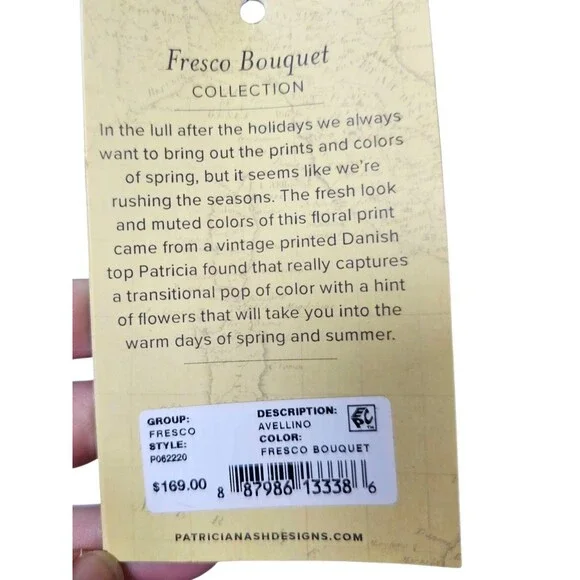 Fresco Bouquet
COLLECTION
In the lull after the holidays we always
want to bring out the prints and colors
of spring, but it seems like we're
rushing the seasons. The fresh look
and muted colors of this floral print
came from a vintage printed Danish
top Patricia found that really captures
a transitional pop of color with a hint
of flowers that will take you into the
warm days of spring and summer.
GROUP:
FRESCO
STYLE:
P062220
$169.00
DESCRIPTION:
AVELLINO
COLOR:
FRESCO BOUQUET
EPC™
8 87986 13338 6
PATRICIANASHDESIGNS.COM